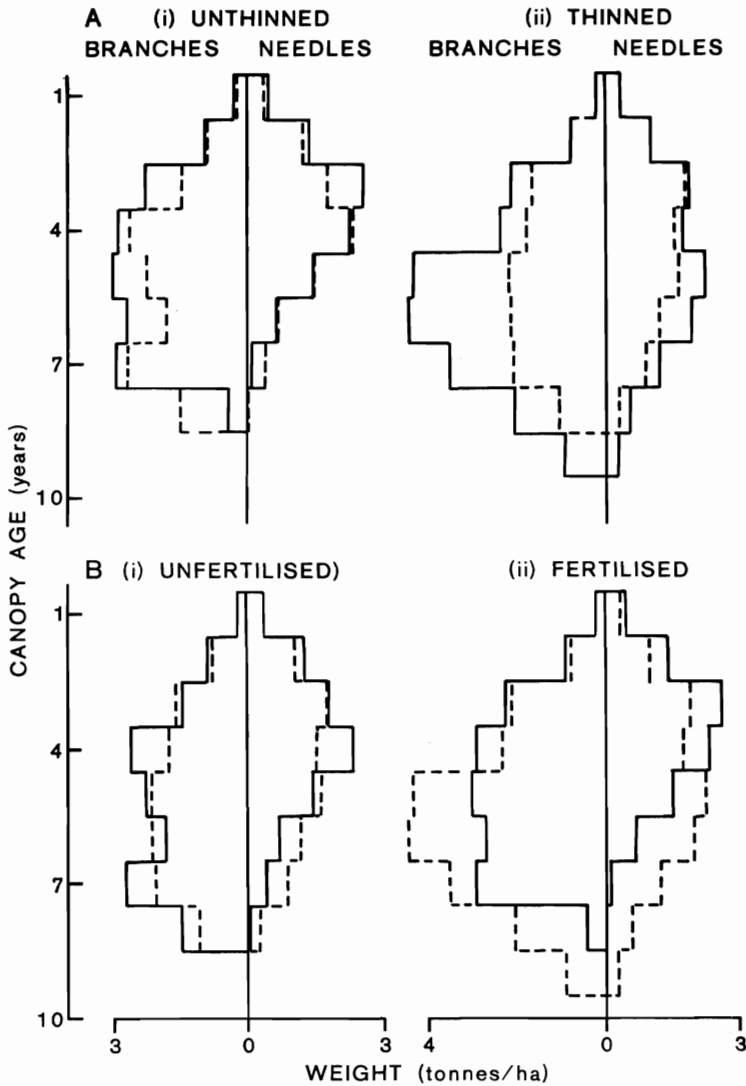 A (i) UNTHINNED (ii) THINNED
BRANCHES NEEDLES BRANCHES NEEDLES
1
4
7
10
CANOPY AGE (years)
B (i) UNFERTILISED) (ii) FERTILISED
1
4
7
10
3 0 3 4 0 3
WEIGHT (tonnes/ha)